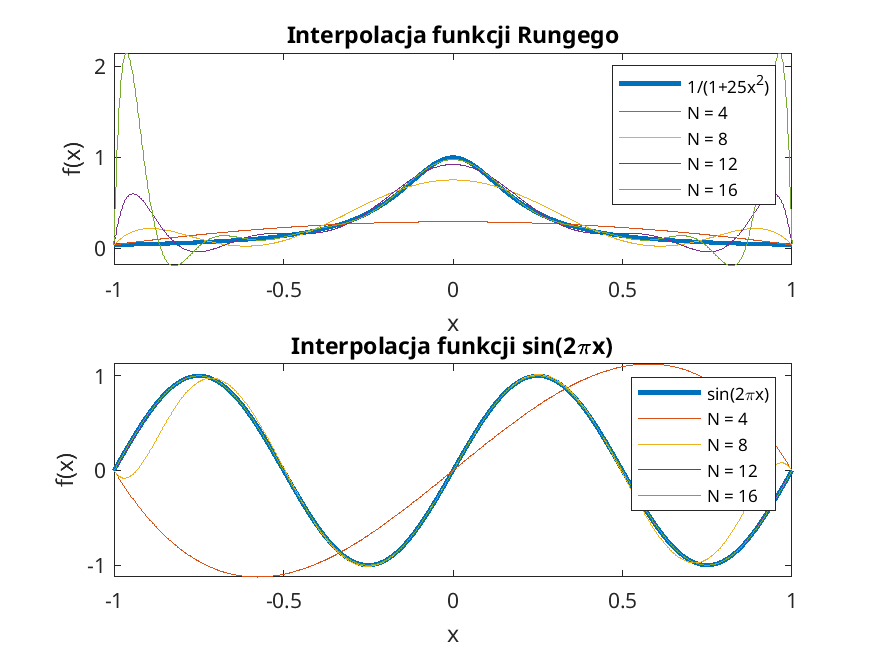 Interpolacja funkcji Rungego
f(x)
2
1
0
1/(1+25x²)
N = 4
N = 8
N = 12
N = 16
-1 -0.5 0 0.5 1
x
Interpolacja funkcji sin(2πx)
f(x)
1
0
-1
sin(2πx)
N = 4
N = 8
N = 12
N = 16
-1 -0.5 0 0.5 1
x